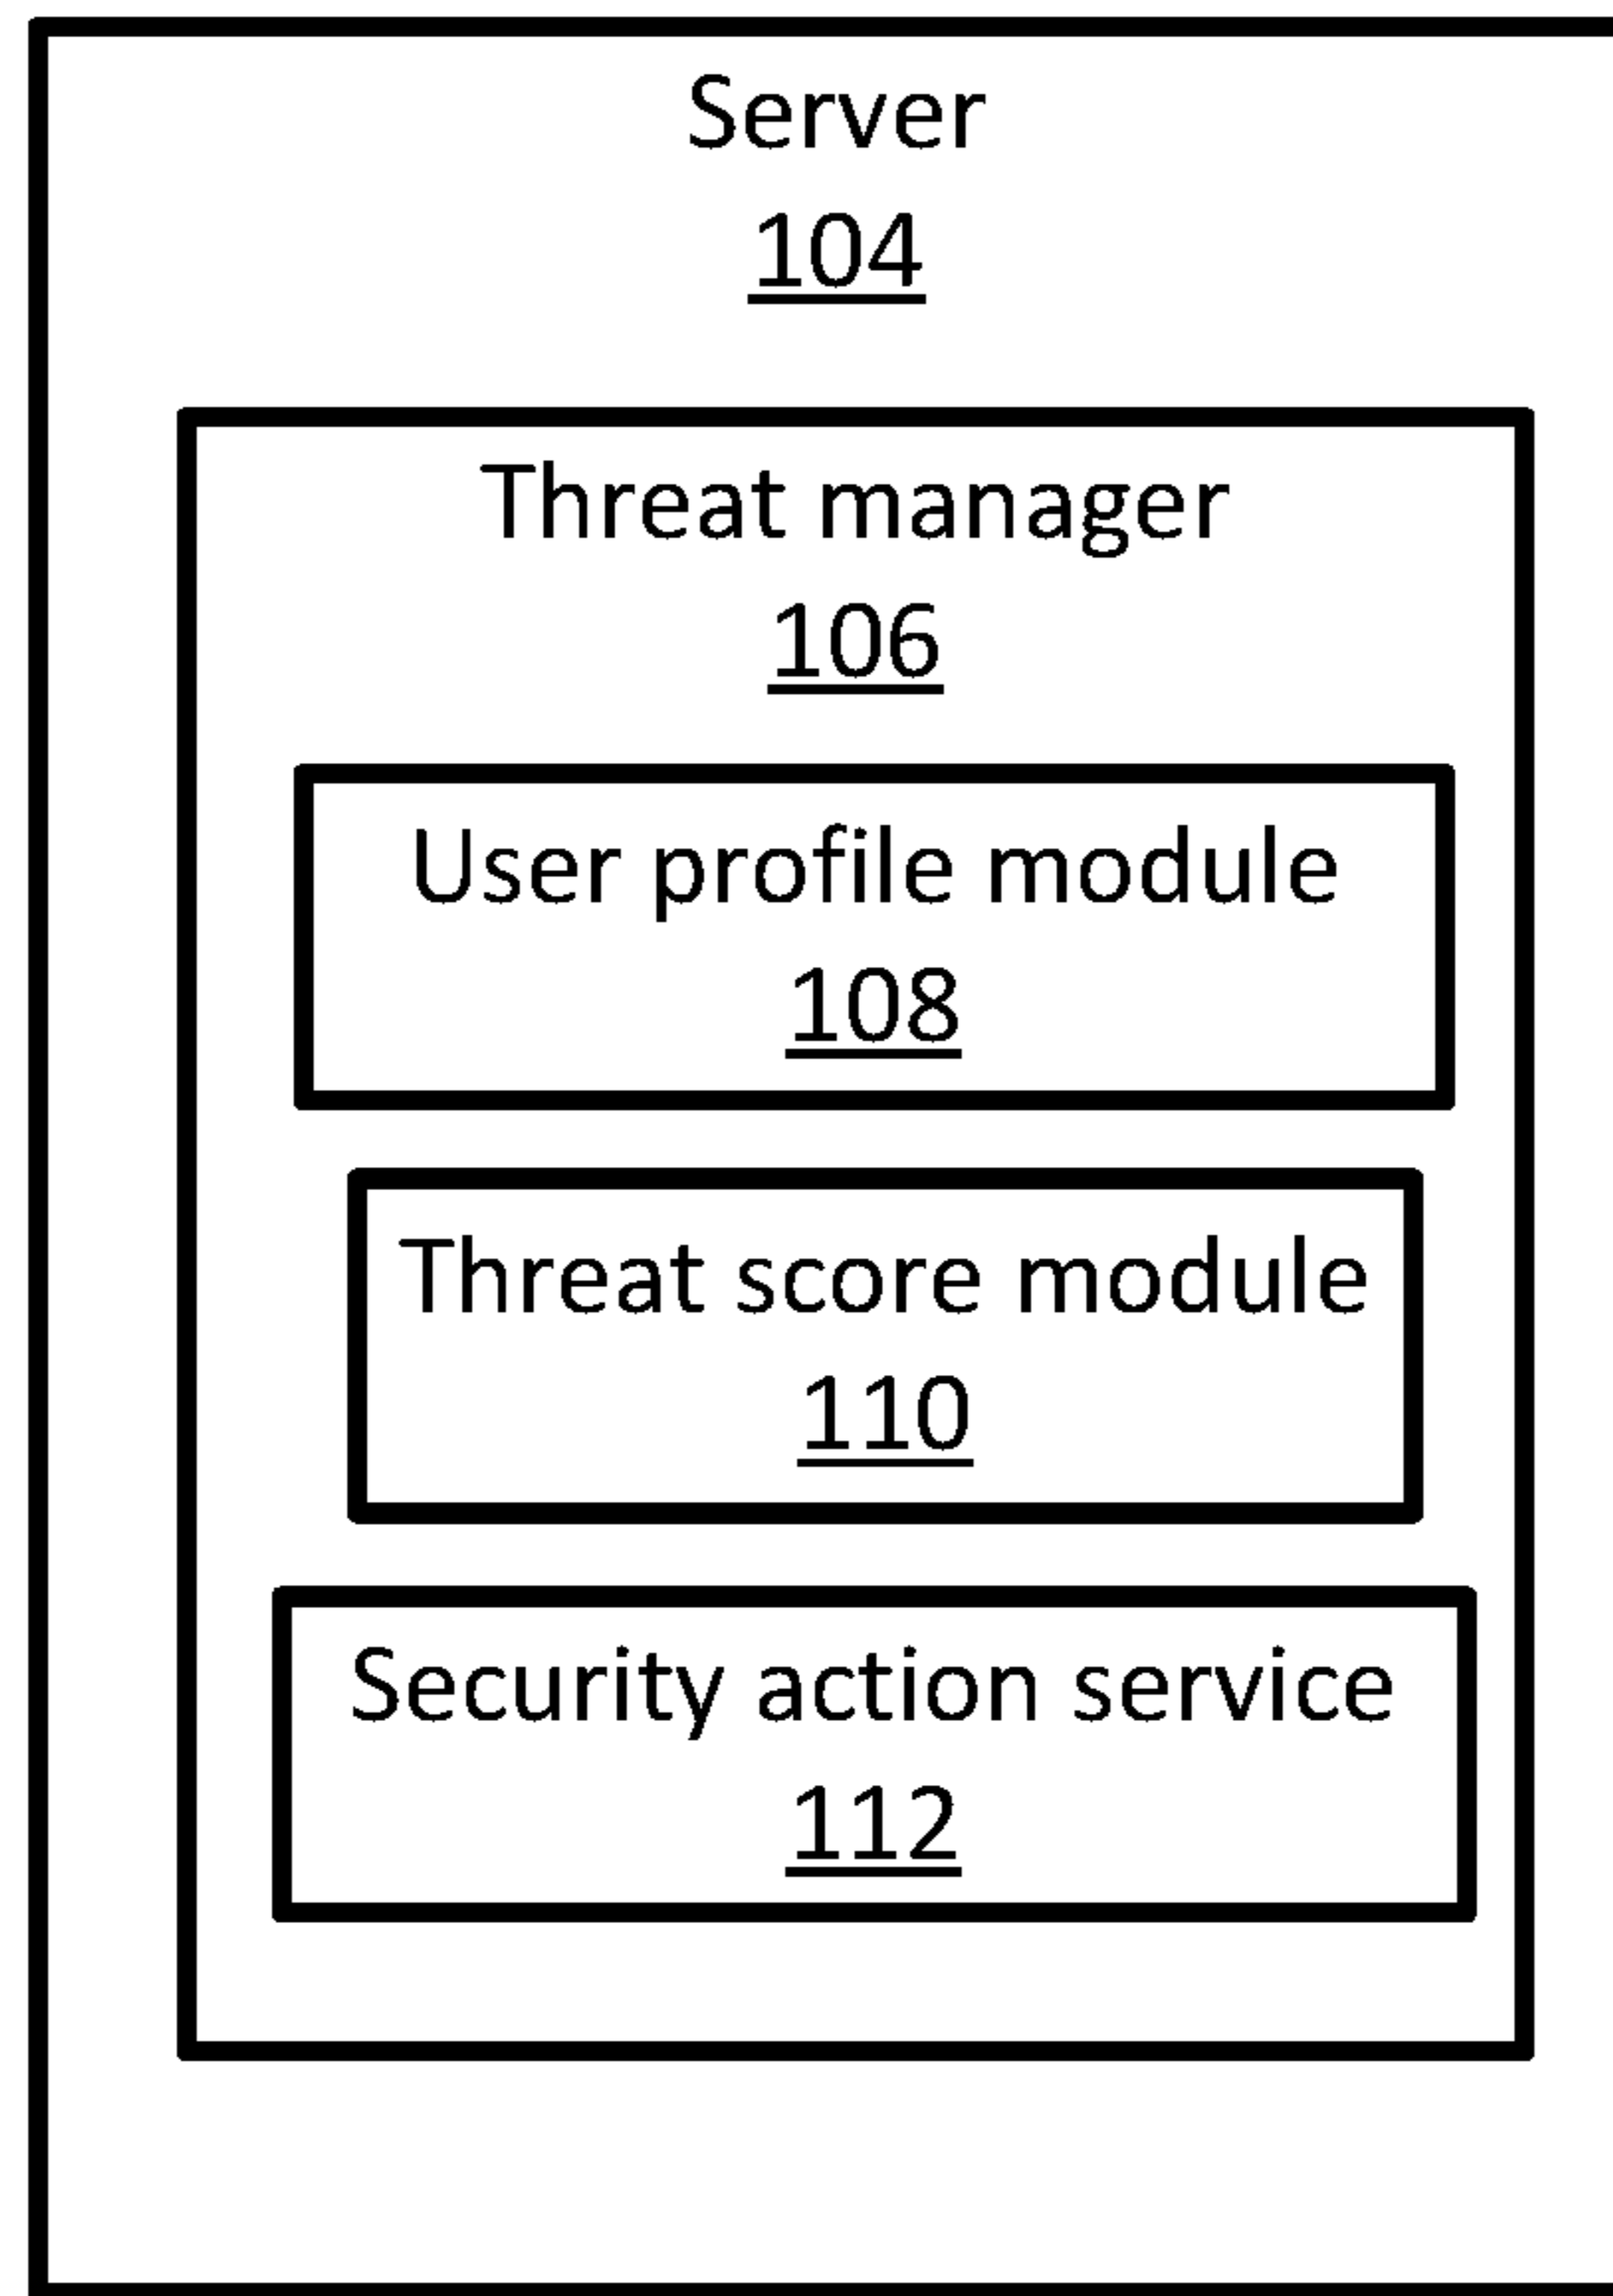 Server
104
Threat manager
106
User profile module
108
Threat score module
110
Security action service
112